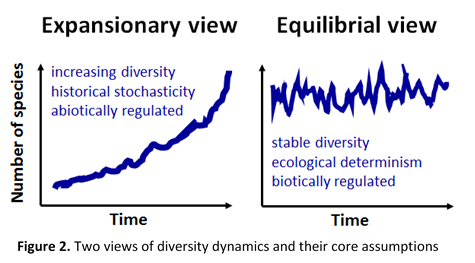 Expansionary view
Equilibrial view
Number of species
increasing diversity
historical stochasticity
abiotically regulated
stable diversity
ecological determinism
biotically regulated
Time
Time
Figure 2. Two views of diversity dynamics and their core assumptions